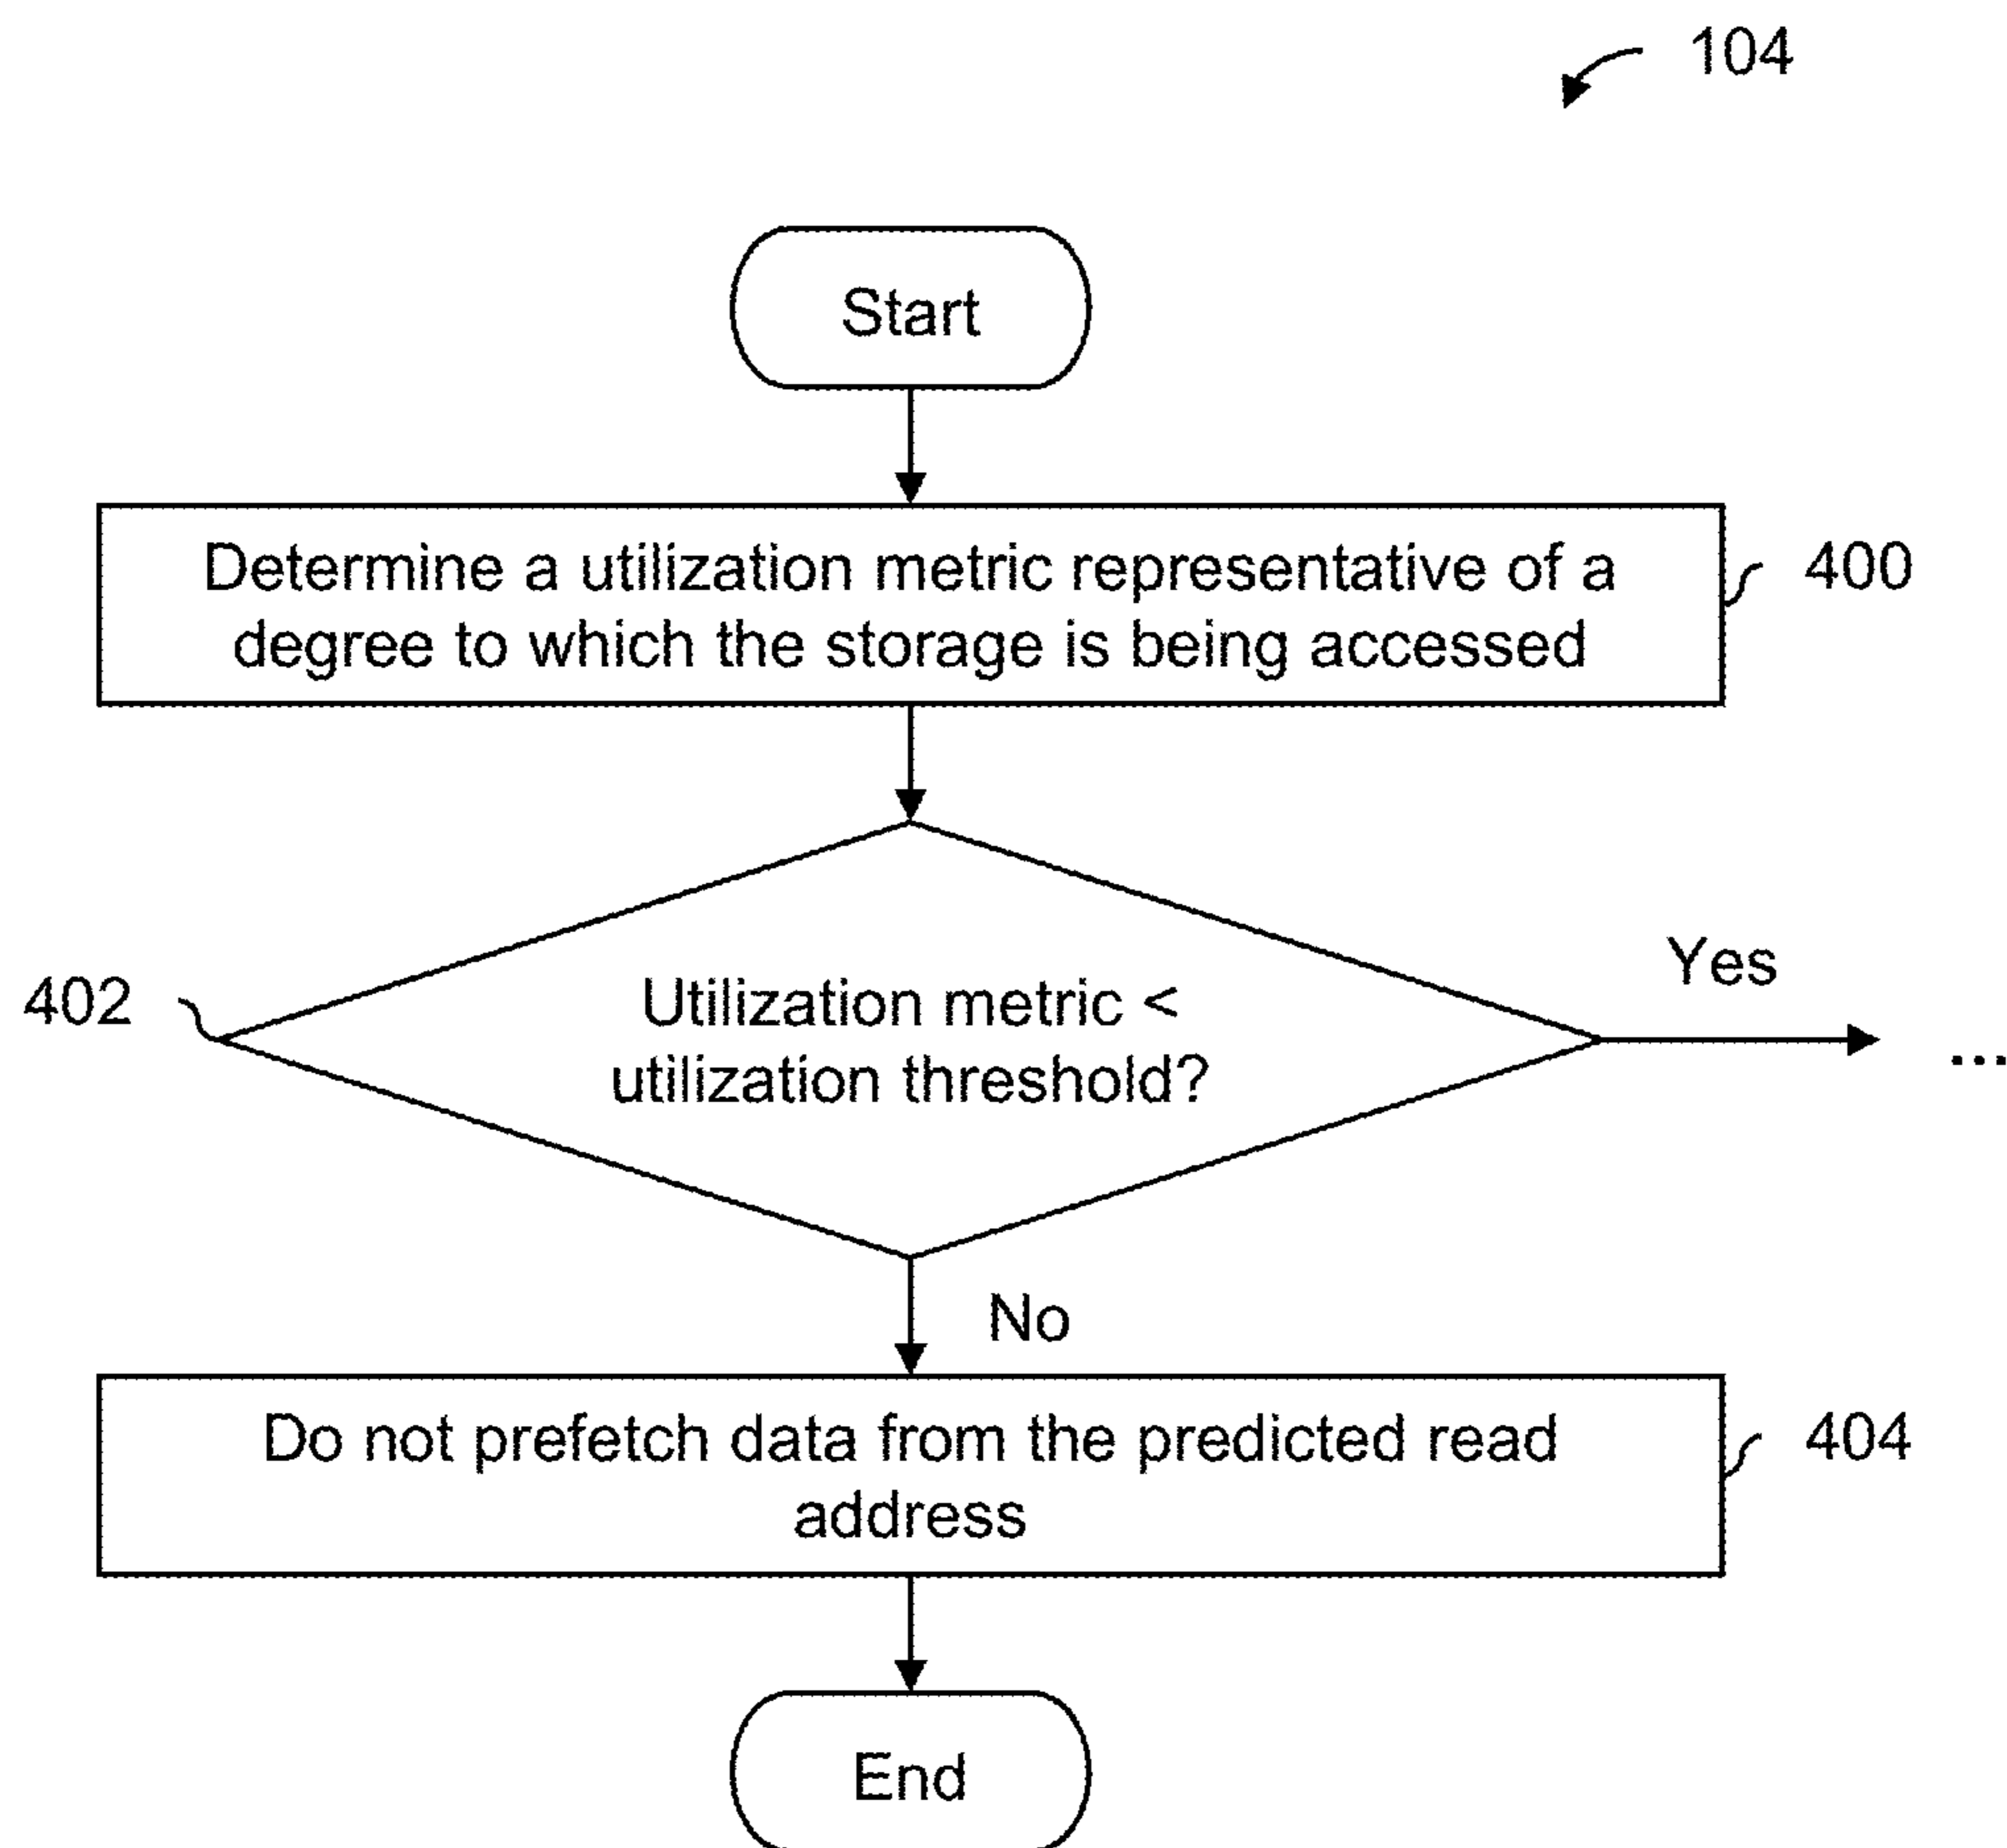 104
Start
Determine a utilization metric representative of a
degree to which the storage is being accessed
400
402
Utilization metric <
utilization threshold?
Yes
...
No
Do not prefetch data from the predicted read
address
404
End